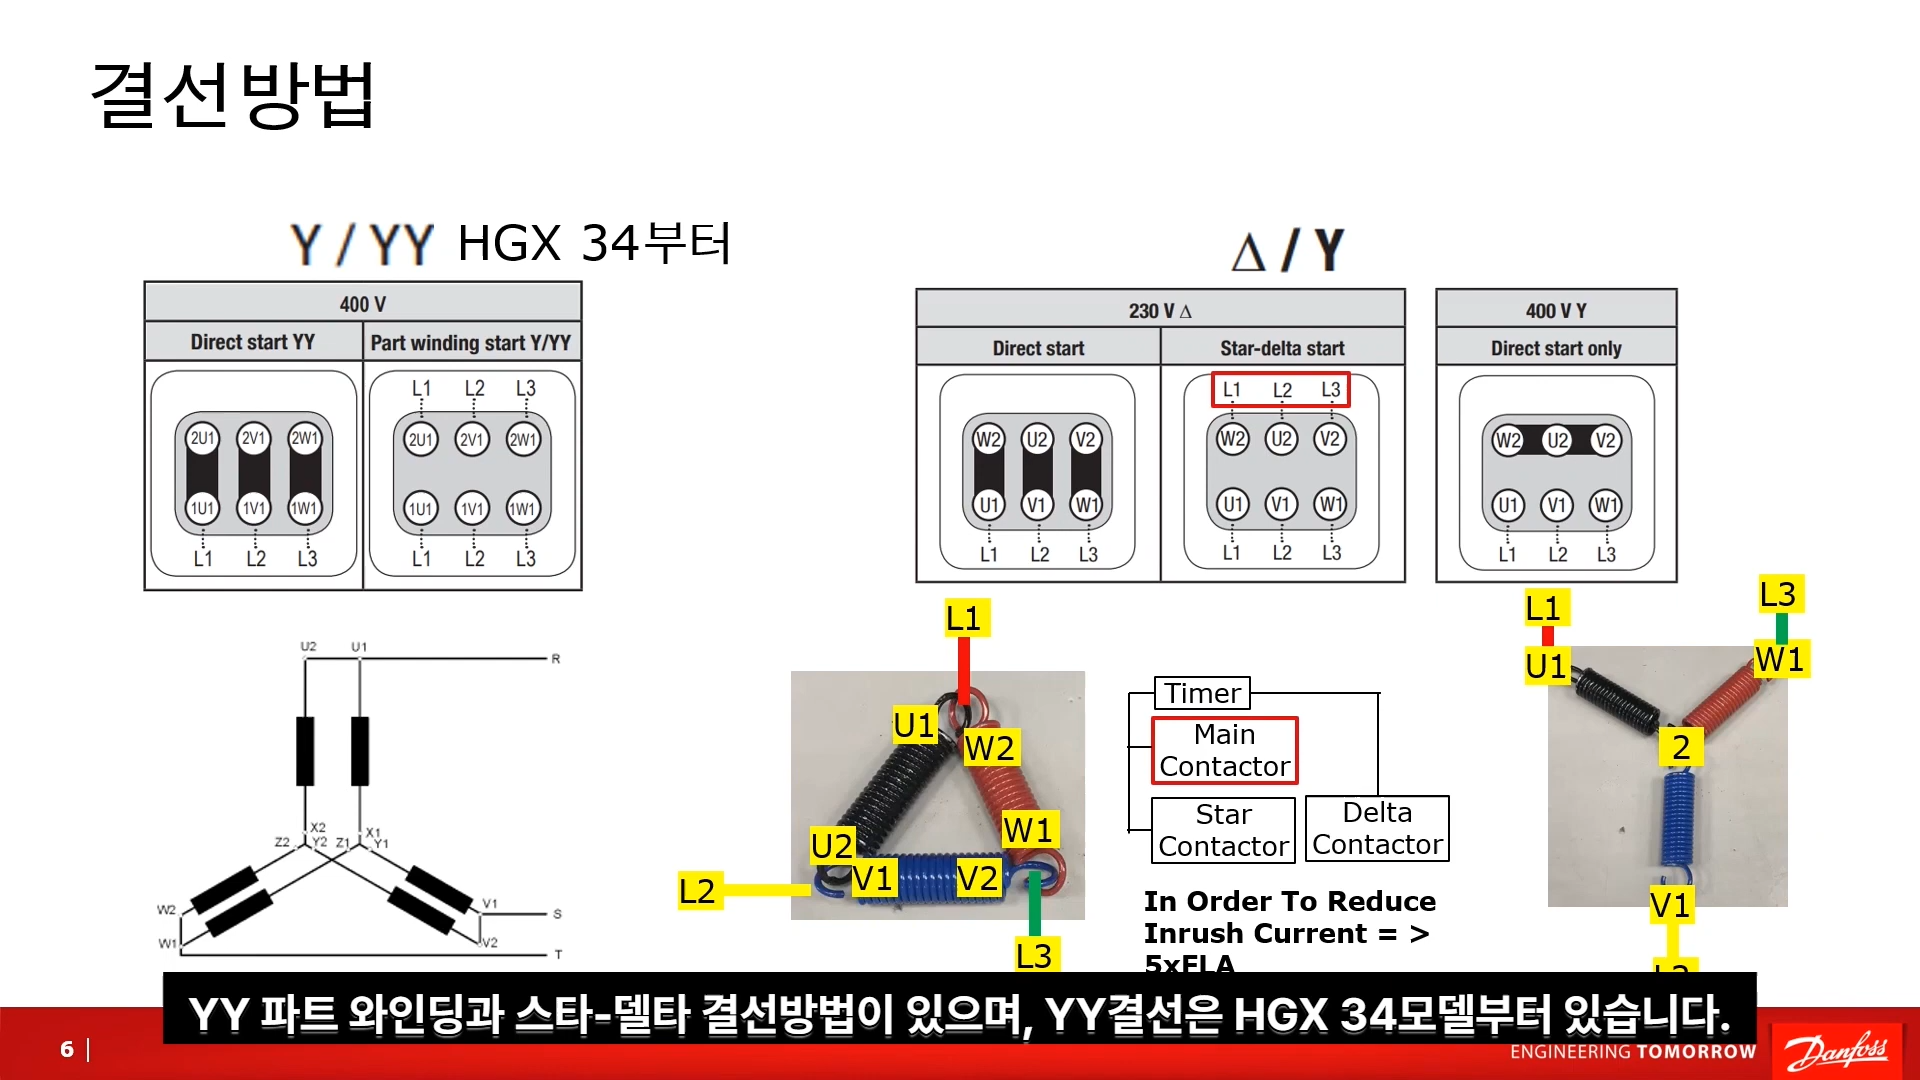 결선방법
Y / YY HGX 34부터
400 V
Direct start YY Part winding start Y/YY
L1 L2 L3
2U1 2V1 2W1 2U1 2V1 2W1
1U1 1V1 1W1 1U1 1V1 1W1
L1 L2 L3 L1 L2 L3
Δ / Y
230 V Δ
Direct start Star-delta start
L1 L2 L3
W2 U2 V2 W2 U2 V2
U1 V1 W1 U1 V1 W1
L1 L2 L3 L1 L2 L3
400 V Y
Direct start only
W2 U2 V2
U1 V1 W1
L1 L2 L3
U2 U1
R
X2 X1
Z2 Y2 Z1 Y1
W2 V1 S
W1 V2
T
L1
U1 W2
U2 W1
L2 V1 V2
L3
Timer
Main
Contactor
Star
Contactor
Delta
Contactor
In Order To Reduce
Inrush Current = >
5xFLA
L1 L3
U1 W1
2
V1
L2
YY 파트 와인딩과 스타-델타 결선방법이 있으며, YY결선은 HGX 34모델부터 있습니다.
6
ENGINEERING TOMORROW
Danfoss